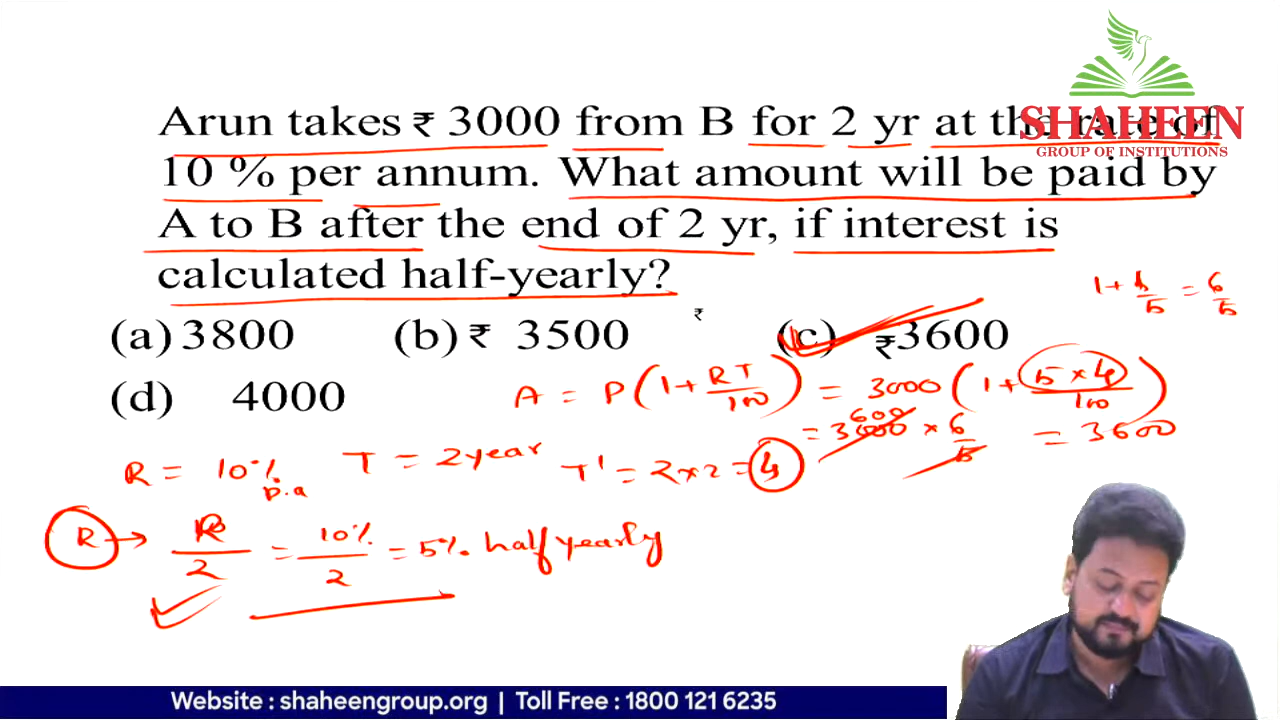 Arun takes ₹ 3000 from B for 2 yr at the rate of
SHAHEEN
GROUP OF INSTITUTIONS
10 % per annum. What amount will be paid by
A to B after the end of 2 yr, if interest is
calculated half-yearly?
1 + 1/5 = 6/5
(a) 3800 (b) ₹ 3500 ₹ (c) ₹3600
(d) 4000
A = P(1 + RT/100) = 3000(1 + 5 × 4/100)
= 3000 600 × 6/5 = 3600
R = 10% p.a T = 2 year T' = 2 × 2 = 4
R → R/2 = 10%/2 = 5% half yearly
Website : shaheengroup.org | Toll Free : 1800 121 6235